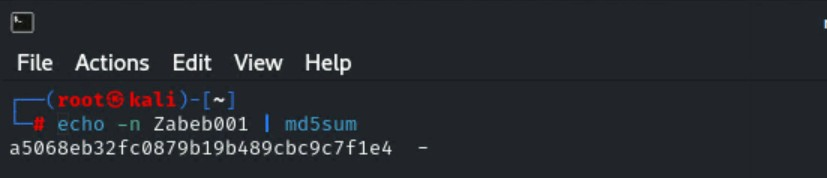 File Actions Edit View Help
┌──(root㉿kali)-[~]
└─# echo -n Zabeb001 | md5sum
a5068eb32fc0879b19b489cbc9c7f1e4  -